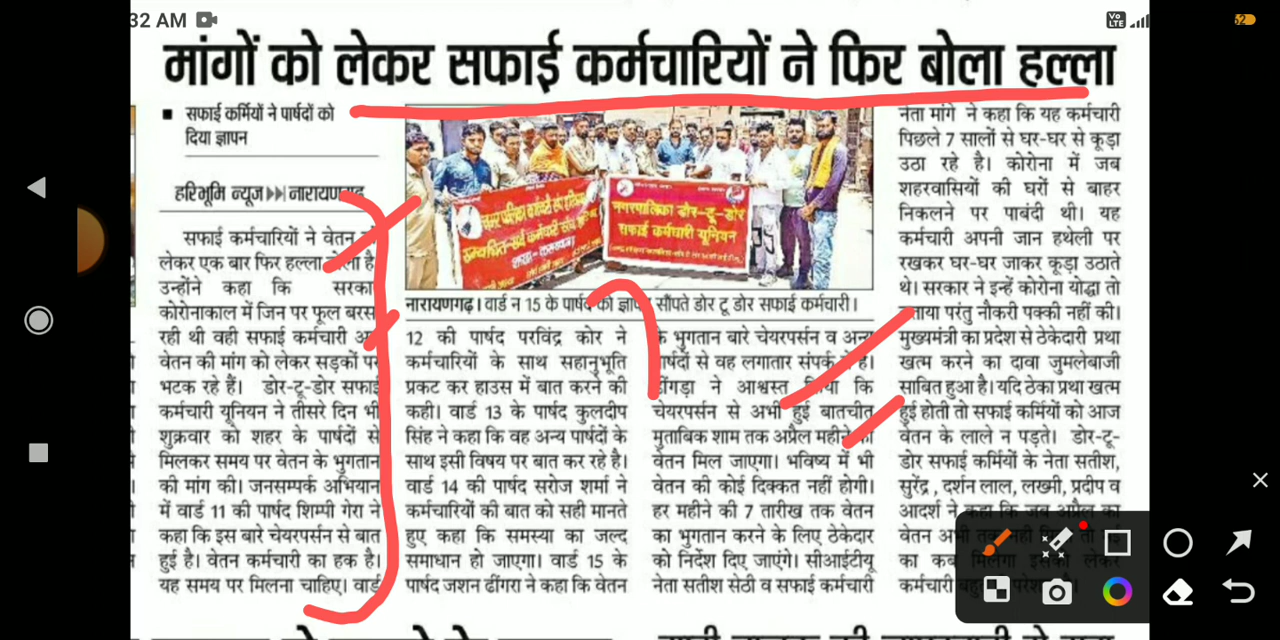 32 AM
Vo LTE
52
मांगों को लेकर सफाई कर्मचारियों ने फिर बोला हल्ला
सफाई कर्मियों ने पार्षदों को
दिया ज्ञापन
हरिभूमि न्यूज
सफाई कर्मचारियों ने वेतन
लेकर एक बार फिर हल्ला है
उन्होंने कहा कि
कोरोनाकाल में जिन पर फूल बरस
रही थी वही सफाई कर्मचारी
वेतन की मांग को लेकर सड़कों पर
भटक रहे हैं। डोर-टू-डोर सफाई
कर्मचारी यूनियन ने तीसरे दिन भी
शुक्रवार को शहर के पार्षदों से
मिलकर समय पर वेतन के भुगतान
की मांग की। जनसम्पर्क अभियान
में वार्ड 11 की पार्षद शिम्पी गेरा ने
कहा कि इस बारे चेयरपर्सन से बात
हुई है। वेतन कर्मचारी का हक है।
यह समय पर मिलना चाहिए। वार्ड
नगरपालिका डोर-टू-डोर
सफाई कर्मचारी यूनियन
नारायणगढ़। वार्ड न 15 के पार्षद को सौंपते डोर टू डोर सफाई कर्मचारी।
12 की पार्षद परविंद्र कोर ने
कर्मचारियों के साथ सहानुभूति
प्रकट कर हाउस में बात करने की
कही। वार्ड 13 के पार्षद कुलदीप
सिंह ने कहा कि वह अन्य पार्षदों के
साथ इसी विषय पर बात कर रहे है।
वार्ड 14 की पार्षद सरोज शर्मा ने
कर्मचारियों की बात को सही मानते
हुए कहा कि समस्या का जल्द
समाधान हो जाएगा। वार्ड 15 के
पार्षद जशन ढींगरा ने कहा कि वेतन
के भुगतान बारे चेयरपर्सन व अन्य
पार्षदों से वह लगातार संपर्क है।
ने आश्वस्त किया कि
चेयरपर्सन से अभी हुई बातचीत
मुताबिक शाम तक अप्रैल महीने का
वेतन मिल जाएगा। भविष्य में भी
वेतन की कोई दिक्कत नहीं होगी।
हर महीने की 7 तारीख तक वेतन
का भुगतान करने के लिए ठेकेदार
को निर्देश दिए जाएंगे। सीआईटीयू
नेता सतीश सेठी व सफाई कर्मचारी
नेता मांगे ने कहा कि यह कर्मचारी
पिछले 7 सालों से घर-घर से कूड़ा
उठा रहे है। कोरोना में जब
शहरवासियों की घरों से बाहर
निकलने पर पाबंदी थी। यह
कर्मचारी अपनी जान हथेली पर
रखकर घर-घर जाकर कूड़ा उठाते
थे। सरकार ने इन्हें कोरोना योद्धा तो
परंतु नौकरी पक्की नहीं की।
मुख्यमंत्री का प्रदेश से ठेकेदारी प्रथा
खत्म करने का दावा जुमलेबाजी
साबित हुआ है। यदि ठेका प्रथा खत्म
हुई होती तो सफाई कर्मियों को आज
वेतन के लाले न पड़ते। डोर-टू-
डोर सफाई कर्मियों के नेता सतीश,
सुरेंद्र, दर्शन लाल, लख्मी, प्रदीप व
आदर्श ने कहा कि जब अप्रैल का
वेतन
का कब मिलेगा इसको लेकर
कर्मचारी